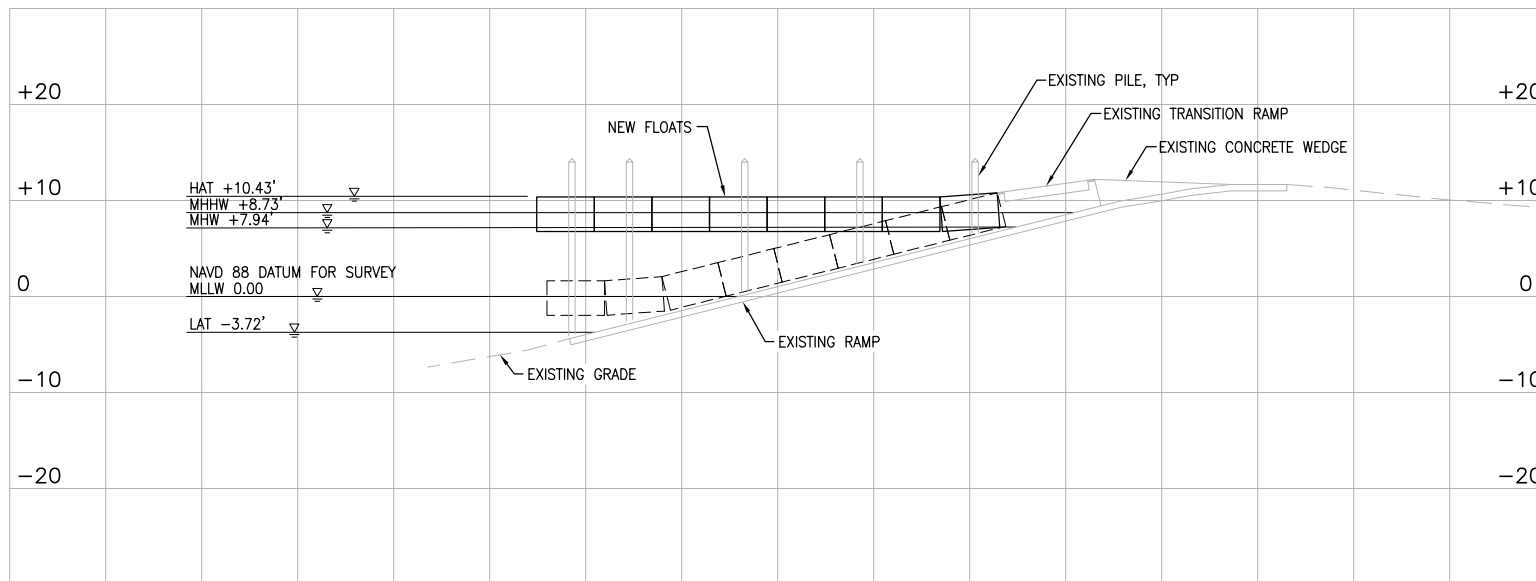 EXISTING PILE, TYP
+20
+20
EXISTING TRANSITION RAMP
NEW FLOATS
EXISTING CONCRETE WEDGE
HAT +10.43'
+10
+10
MHHW +8.73'
MHW +7.94'
NAVD 88 DATUM FOR SURVEY
0
MLLW 0.00
0
LAT -3.72'
EXISTING RAMP
EXISTING GRADE
-10
-10
-20
-20